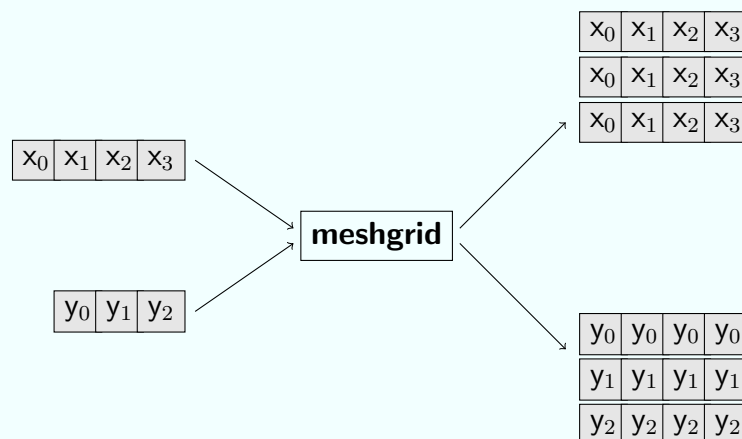 x₀ x₁ x₂ x₃
y₀ y₁ y₂
meshgrid
x₀ x₁ x₂ x₃
x₀ x₁ x₂ x₃
x₀ x₁ x₂ x₃
y₀ y₀ y₀ y₀
y₁ y₁ y₁ y₁
y₂ y₂ y₂ y₂